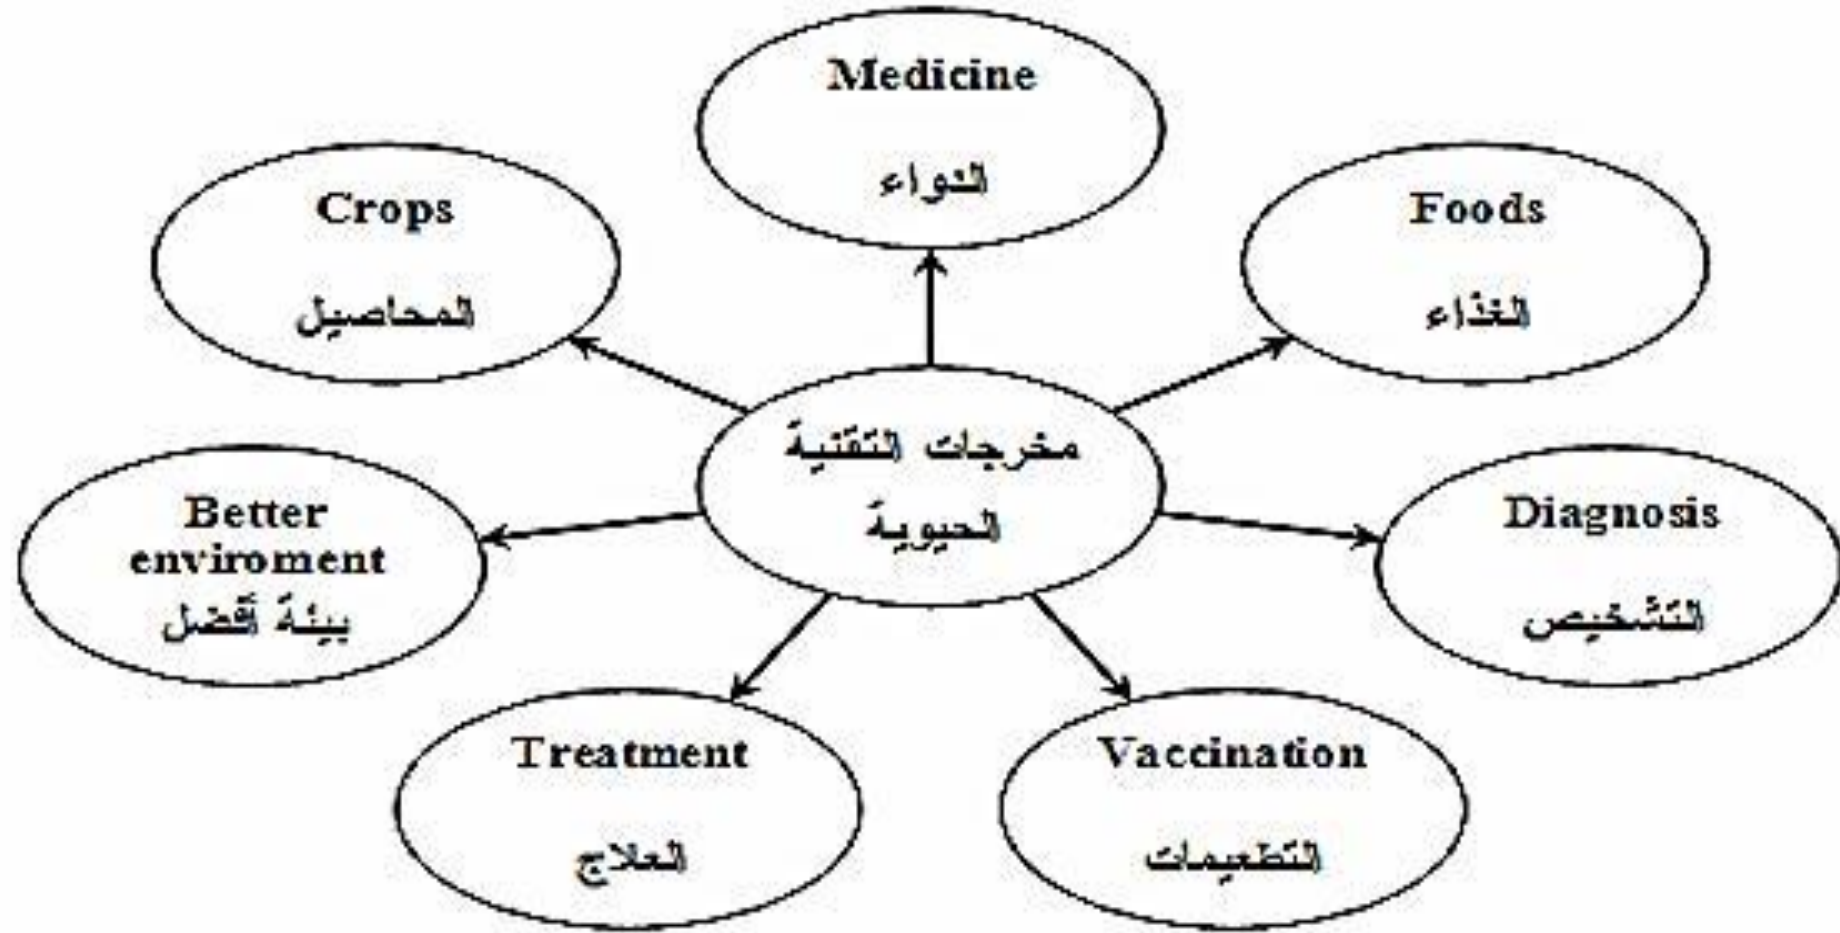 Medicine
الدواء
Crops
المحاصيل
Foods
الغذاء
مخرجات التقنية
الحيوية
Better
enviroment
بيئة أفضل
Diagnosis
التشخيص
Treatment
العلاج
Vaccination
التطعيمات